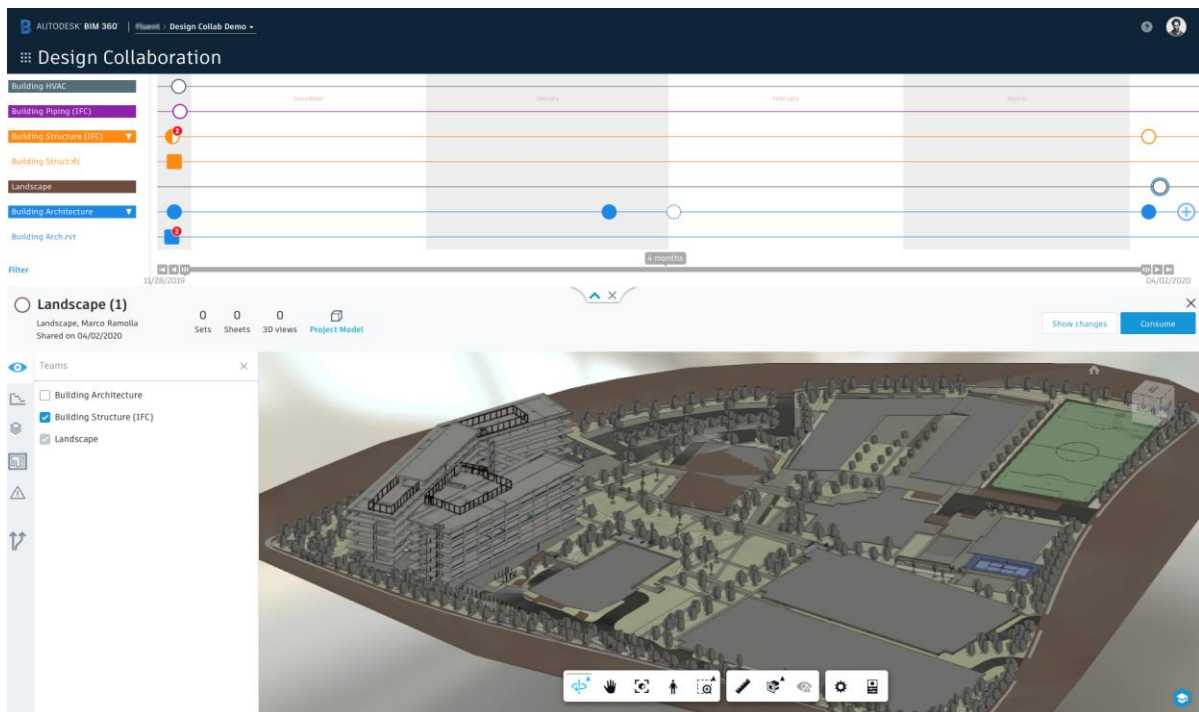 AUTODESK® BIM 360™ | › Design Collab Demo
Design Collaboration
Building HVAC
December January February March
Building Piping (IFC)
Building Structure (IFC)
2
Building Struct.ifc
Landscape
Building Architecture
Building Arch.rvt
2
4 months
Filter
11/28/2019 04/02/2020
Landscape (1)
Landscape, Marco Ramolla
Shared on 04/02/2020
0 0 0
Sets Sheets 3D views Project Model
Show changes Consume
Teams
Building Architecture
Building Structure (IFC)
Landscape